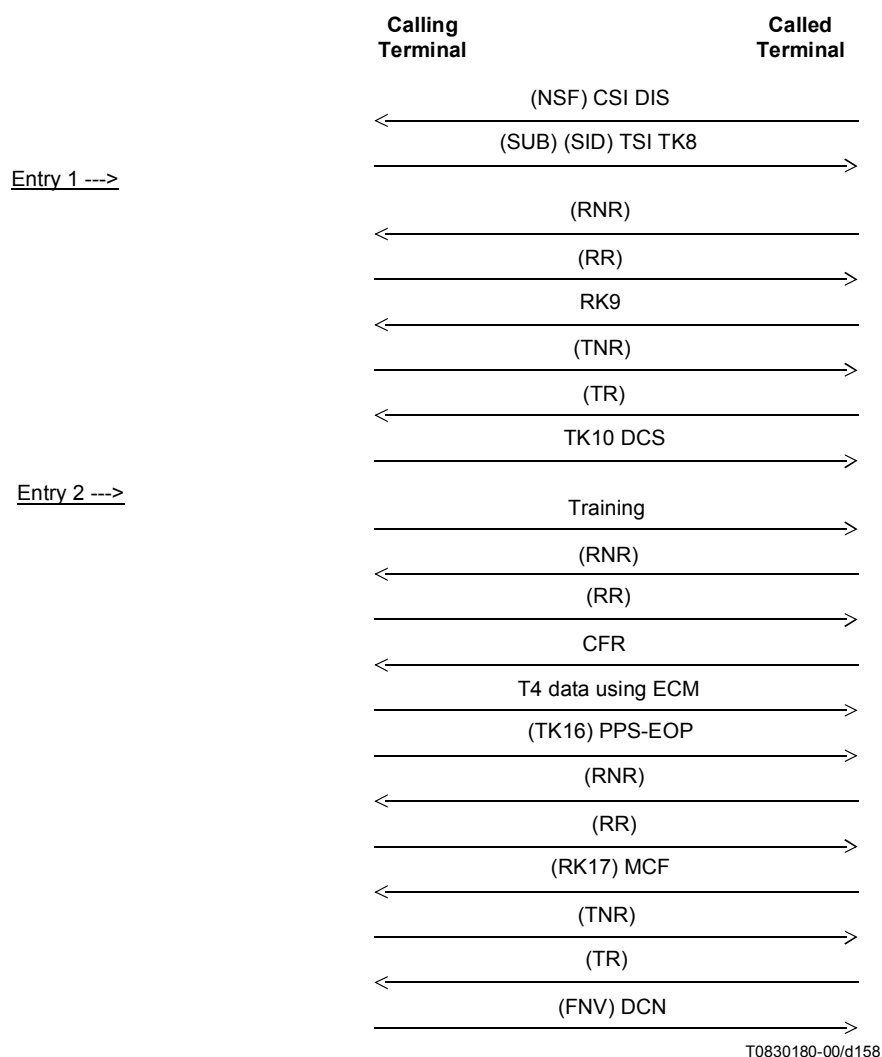 Calling Terminal
Called Terminal
(NSF) CSI DIS
(SUB) (SID) TSI TK8
Entry 1 --->
(RNR)
(RR)
RK9
(TNR)
(TR)
TK10 DCS
Entry 2 --->
Training
(RNR)
(RR)
CFR
T4 data using ECM
(TK16) PPS-EOP
(RNR)
(RR)
(RK17) MCF
(TNR)
(TR)
(FNV) DCN
T0830180-00/d158